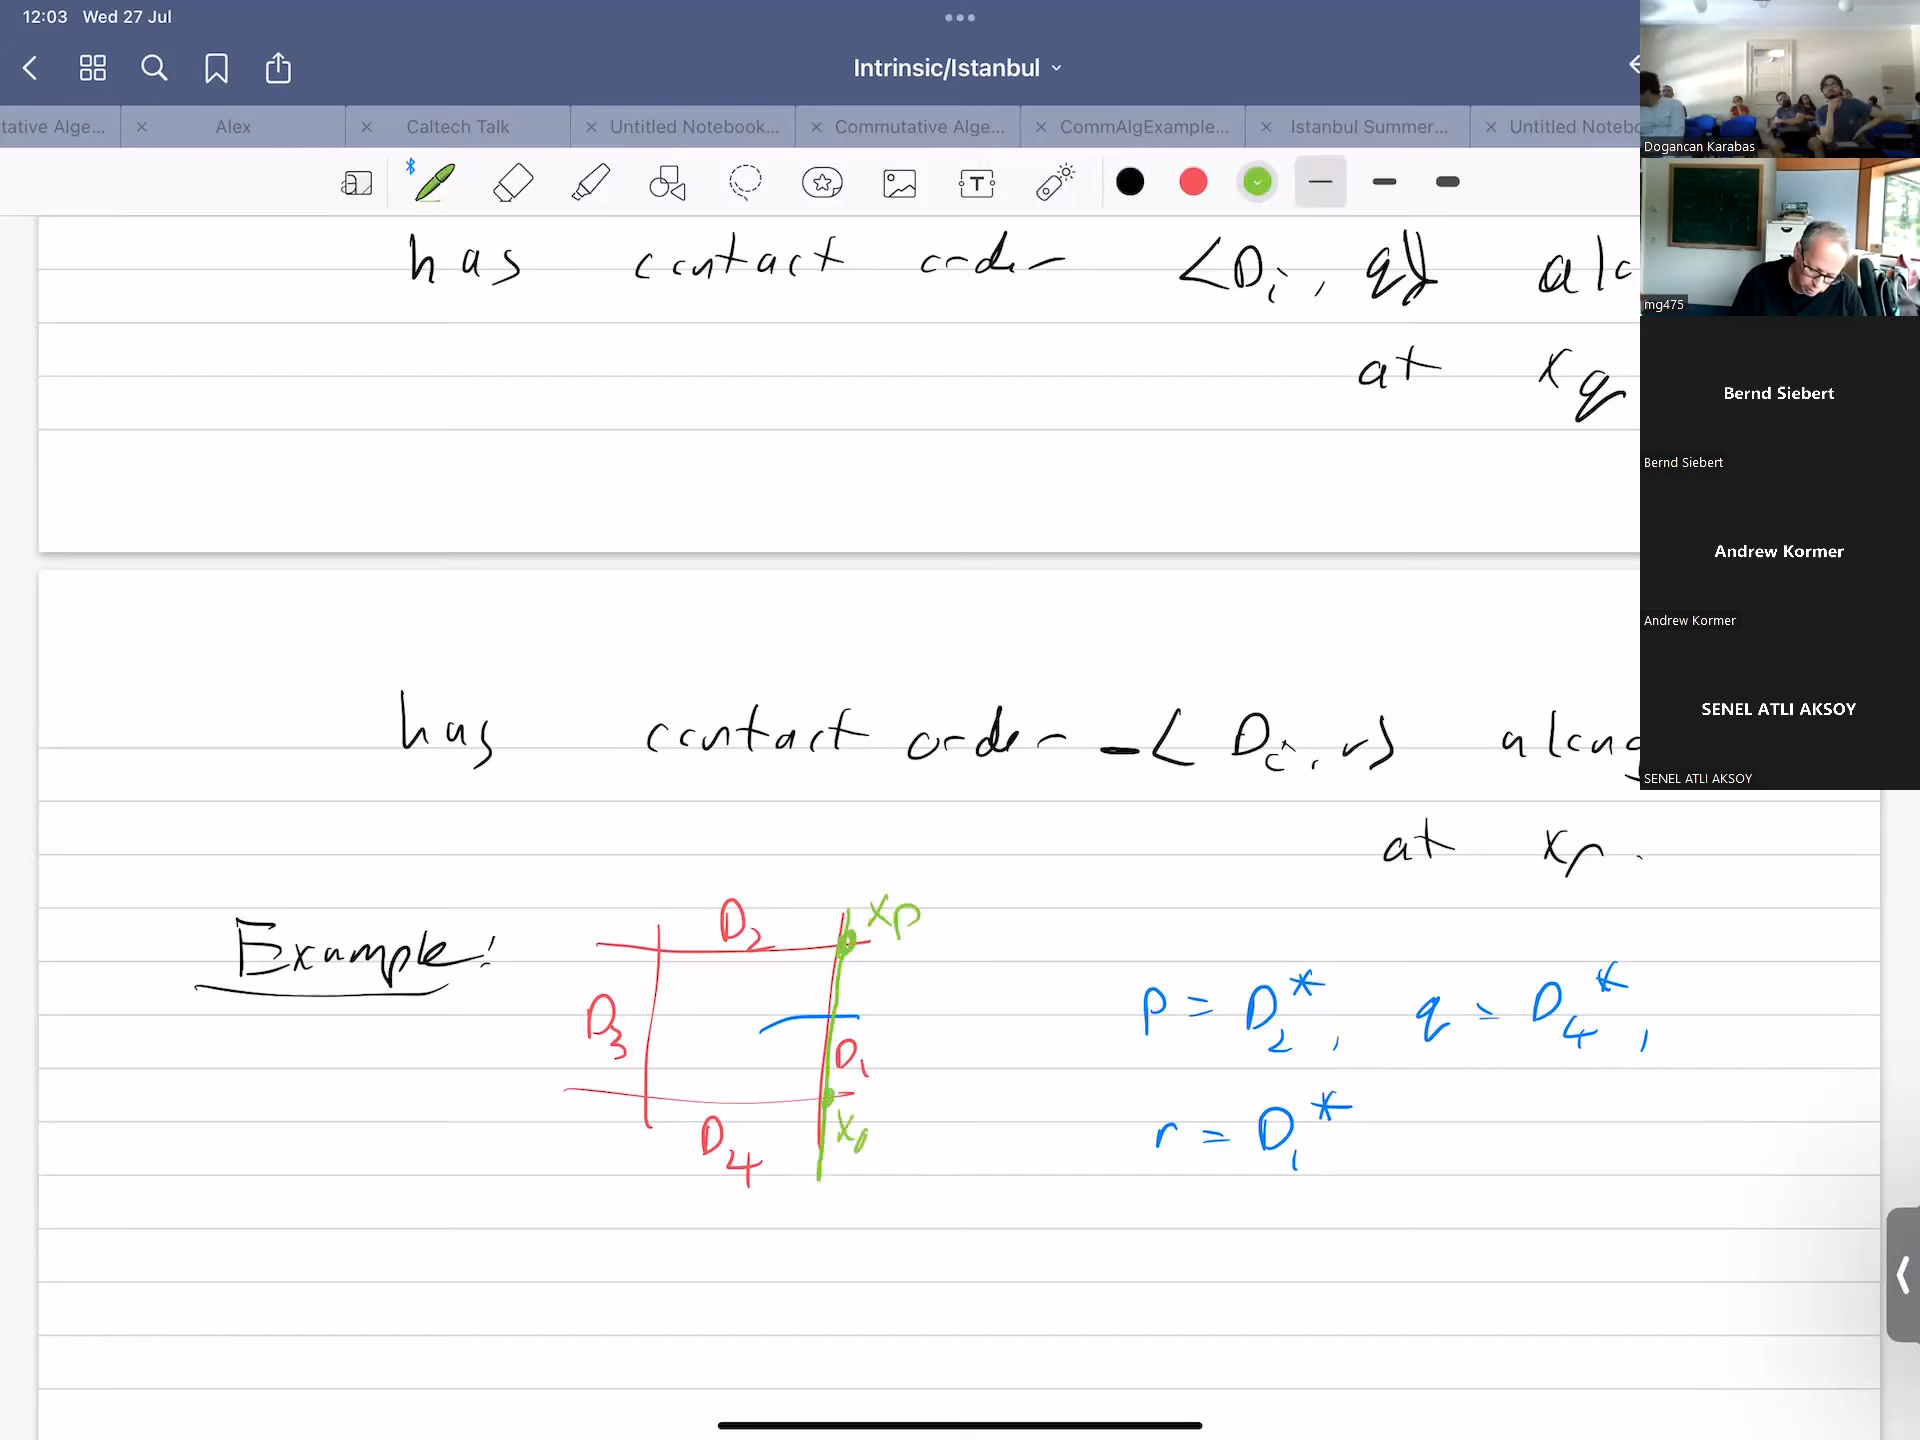 12:03 Wed 27 Jul
Intrinsic/Istanbul
tative Alge...
Alex
Caltech Talk
Untitled Notebook...
Commutative Alge...
CommAlgExample...
Istanbul Summer...
Untitled Notebo
Dogancan Karabas
mg475
Bernd Siebert
Bernd Siebert
Andrew Kormer
Andrew Kormer
SENEL ATLI AKSOY
SENEL ATLI AKSOY
has contact order <D_i, q> alo
at x_q
has contact order -<D_i, r> along
at x_r.
Example:
D_2
x_p
D_3
D_1
D_4
p = D_2^*, q = D_4^*,
r = D_1^*